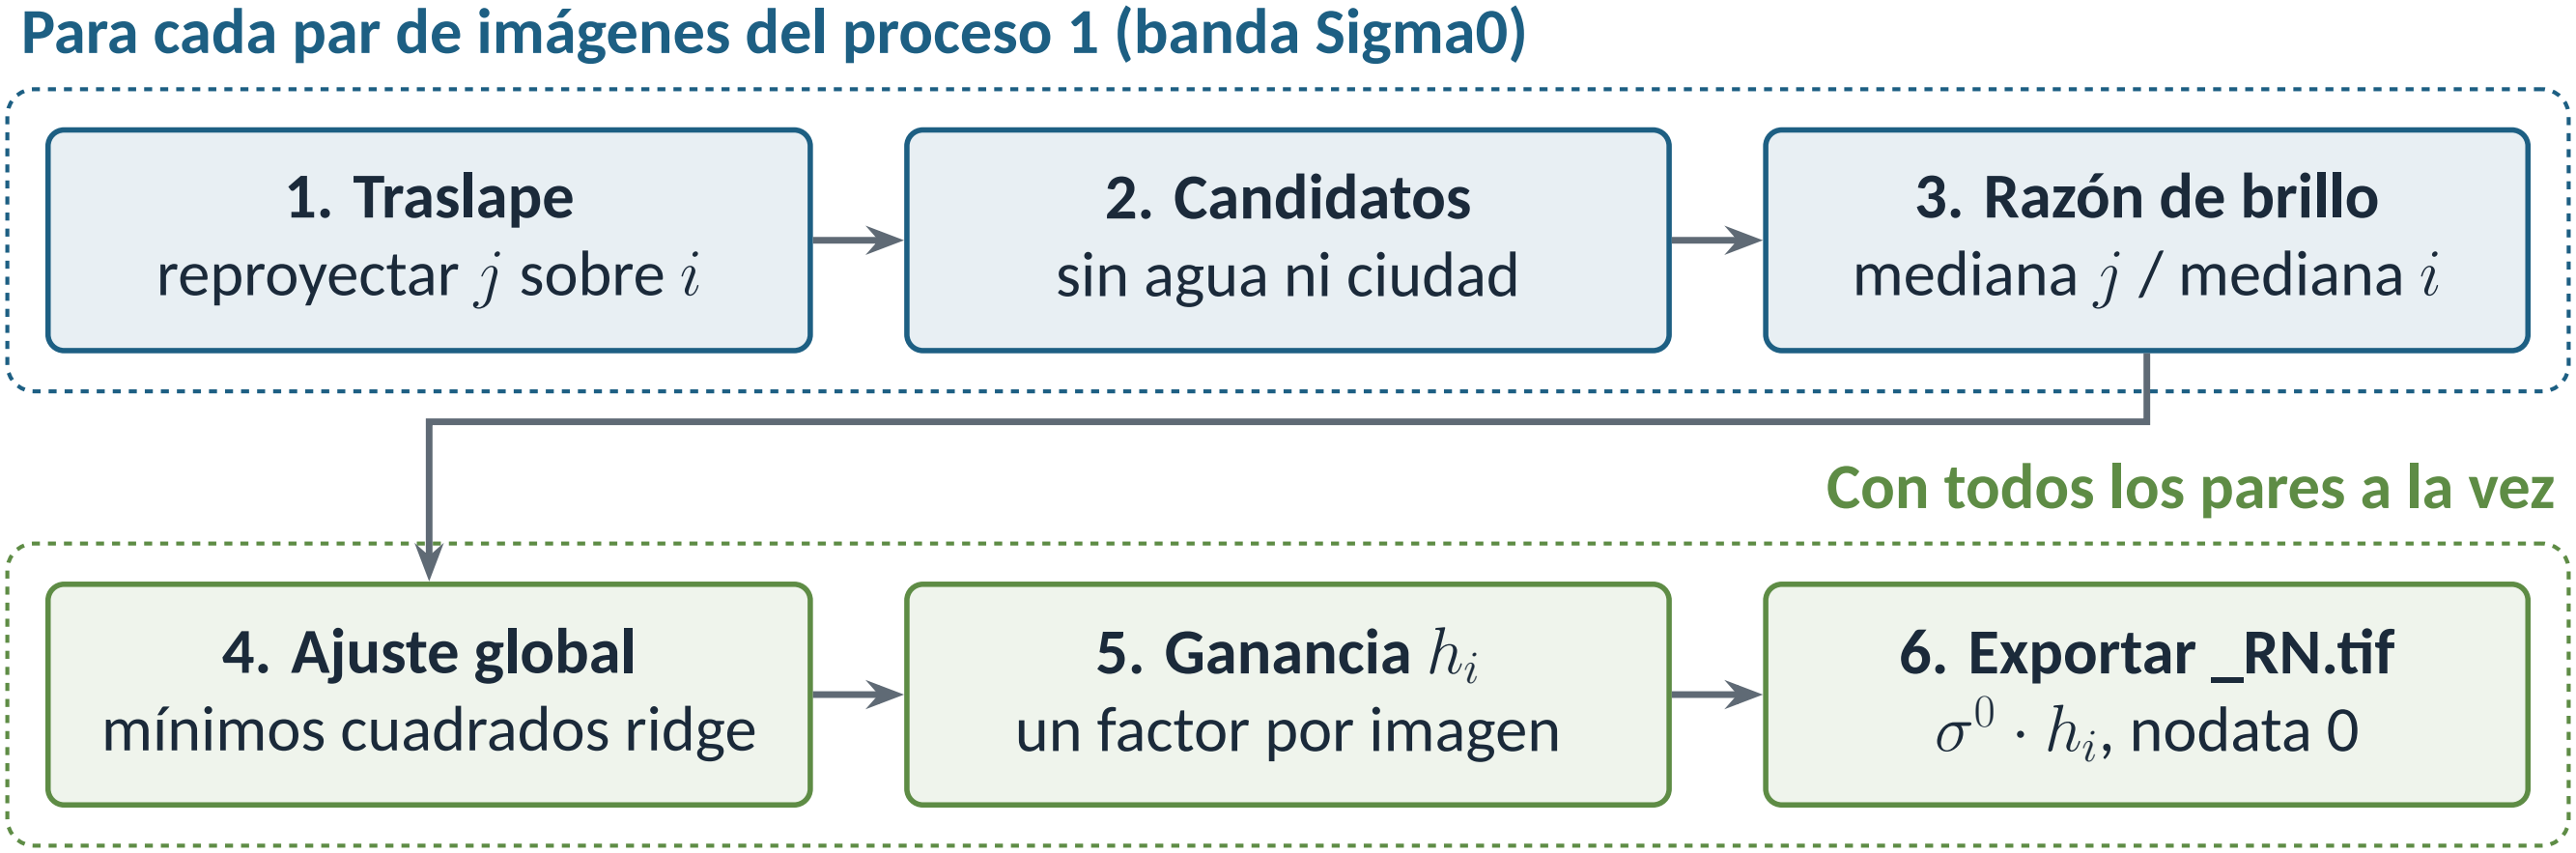 Para cada par de imágenes del proceso 1 (banda Sigma0)
1. Traslape
reproyectar j sobre i
2. Candidatos
sin agua ni ciudad
3. Razón de brillo
mediana j / mediana i
Con todos los pares a la vez
4. Ajuste global
mínimos cuadrados ridge
5. Ganancia hᵢ
un factor por imagen
6. Exportar _RN.tif
σ⁰ · hᵢ, nodata 0